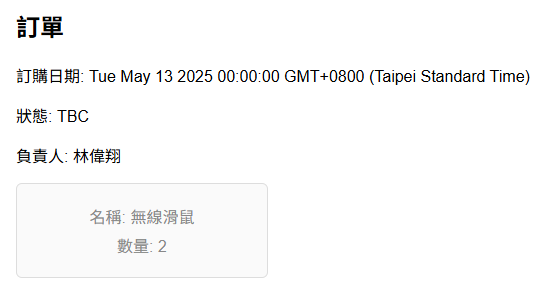 訂單
訂購日期: Tue May 13 2025 00:00:00 GMT+0800 (Taipei Standard Time)
狀態: TBC
負責人: 林偉翔
名稱: 無線滑鼠
數量: 2